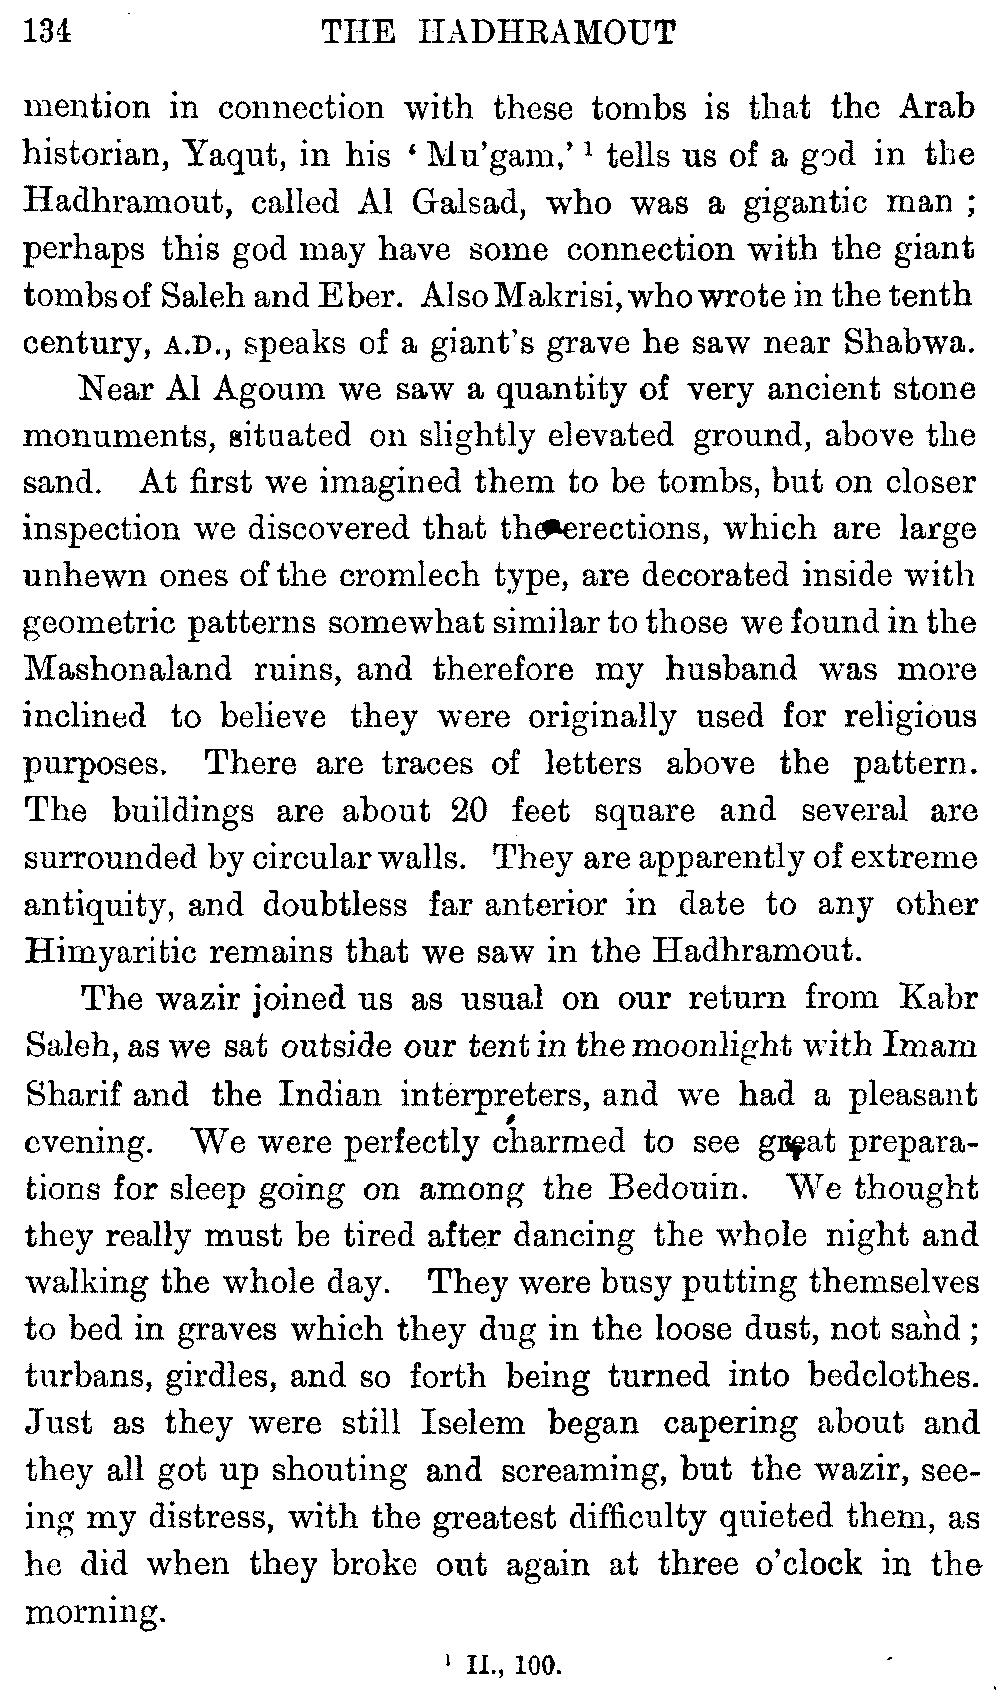 134 THE HADHRAMOUT
mention in connection with these tombs is that the Arab
historian, Yaqut, in his ‘ Mu’gam,’ ¹ tells us of a god in the
Hadhramout, called Al Galsad, who was a gigantic man ;
perhaps this god may have some connection with the giant
tombs of Saleh and Eber. Also Makrisi, who wrote in the tenth
century, A.D., speaks of a giant’s grave he saw near Shabwa.
Near Al Agoum we saw a quantity of very ancient stone
monuments, situated on slightly elevated ground, above the
sand. At first we imagined them to be tombs, but on closer
inspection we discovered that the erections, which are large
unhewn ones of the cromlech type, are decorated inside with
geometric patterns somewhat similar to those we found in the
Mashonaland ruins, and therefore my husband was more
inclined to believe they were originally used for religious
purposes. There are traces of letters above the pattern.
The buildings are about 20 feet square and several are
surrounded by circular walls. They are apparently of extreme
antiquity, and doubtless far anterior in date to any other
Himyaritic remains that we saw in the Hadhramout.
The wazir joined us as usual on our return from Kabr
Saleh, as we sat outside our tent in the moonlight with Imam
Sharif and the Indian interpreters, and we had a pleasant
evening. We were perfectly charmed to see great prepara-
tions for sleep going on among the Bedouin. We thought
they really must be tired after dancing the whole night and
walking the whole day. They were busy putting themselves
to bed in graves which they dug in the loose dust, not sand ;
turbans, girdles, and so forth being turned into bedclothes.
Just as they were still Iselem began capering about and
they all got up shouting and screaming, but the wazir, see-
ing my distress, with the greatest difficulty quieted them, as
he did when they broke out again at three o’clock in the
morning.
¹ II., 100.